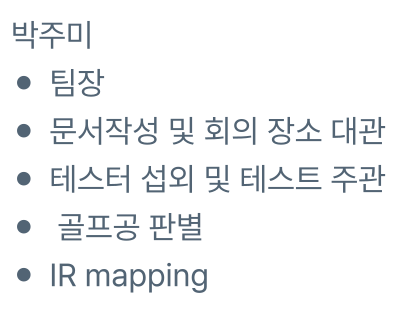 박주미
• 팀장
• 문서작성 및 회의 장소 대관
• 테스터 섭외 및 테스트 주관
• 골프공 판별
• IR mapping